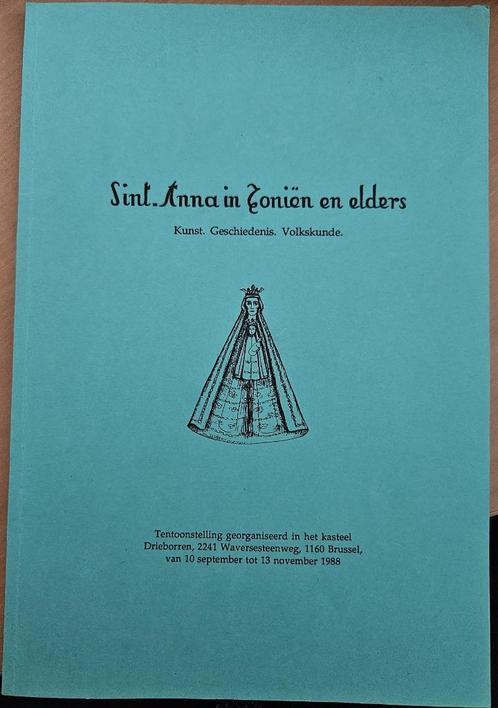 Sint-Anna in Zoniën en elders
Kunst. Geschiedenis. Volkskunde.
Tentoonstelling georganiseerd in het kasteel
Drieborren, 2241 Waversesteenweg, 1160 Brussel,
van 10 september tot 13 november 1988